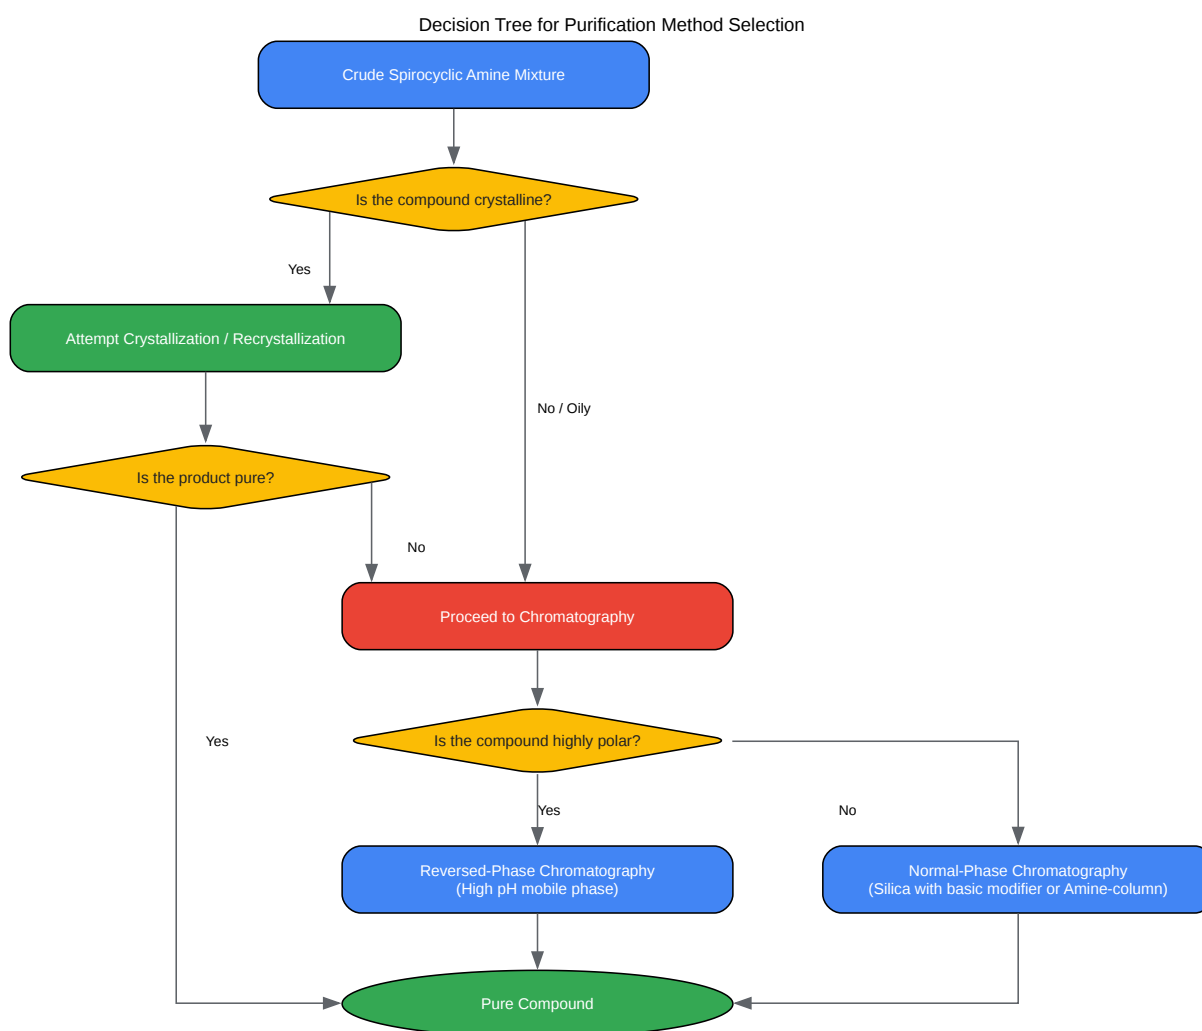 Decision Tree for Purification Method Selection
Crude Spirocyclic Amine Mixture
Is the compound crystalline?
Yes
Attempt Crystallization / Recrystallization
No / Oily
Is the product pure?
No
Proceed to Chromatography
Yes
Is the compound highly polar?
Yes
No
Reversed-Phase Chromatography
(High pH mobile phase)
Normal-Phase Chromatography
(Silica with basic modifier or Amine-column)
Pure Compound